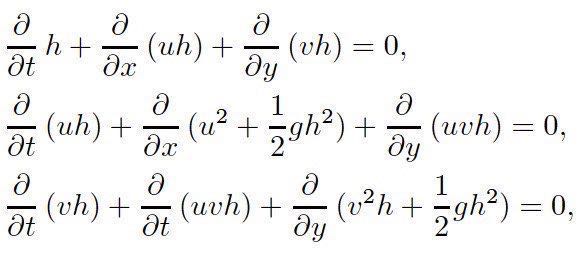 ∂/∂t h + ∂/∂x (uh) + ∂/∂y (vh) = 0,
∂/∂t (uh) + ∂/∂x (u² + 1/2 gh²) + ∂/∂y (uvh) = 0,
∂/∂t (vh) + ∂/∂t (uvh) + ∂/∂y (v²h + 1/2 gh²) = 0,